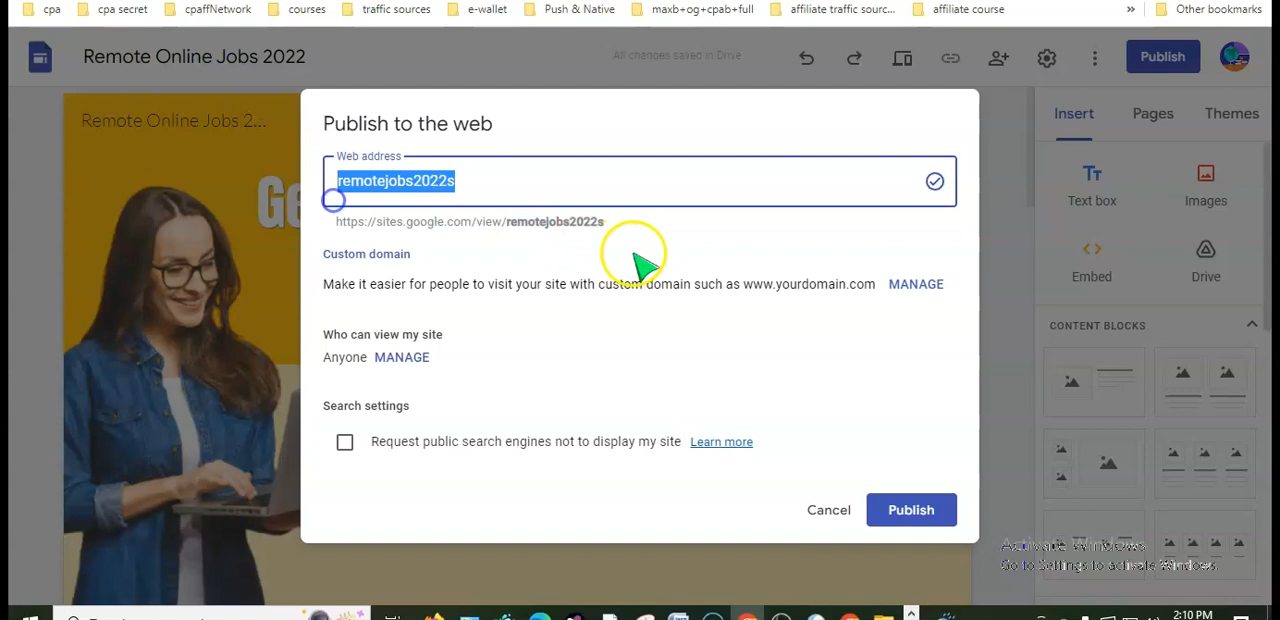 cpa cpa secret cpaffNetwork courses traffic sources e-wallet Push & Native maxb+og+cpab+full affiliate traffic sourc... affiliate course » Other bookmarks
Remote Online Jobs 2022 All changes saved in Drive Publish
Remote Online Jobs 2...
Ge
Publish to the web
Web address
remotejobs2022s
https://sites.google.com/view/remotejobs2022s
Custom domain
Make it easier for people to visit your site with custom domain such as www.yourdomain.com MANAGE
Who can view my site
Anyone MANAGE
Search settings
Request public search engines not to display my site Learn more
Cancel Publish
Insert Pages Themes
Tt
Text box Images
Embed Drive
CONTENT BLOCKS
Activate Windows
Go to Settings to activate Windows.
2:10 PM